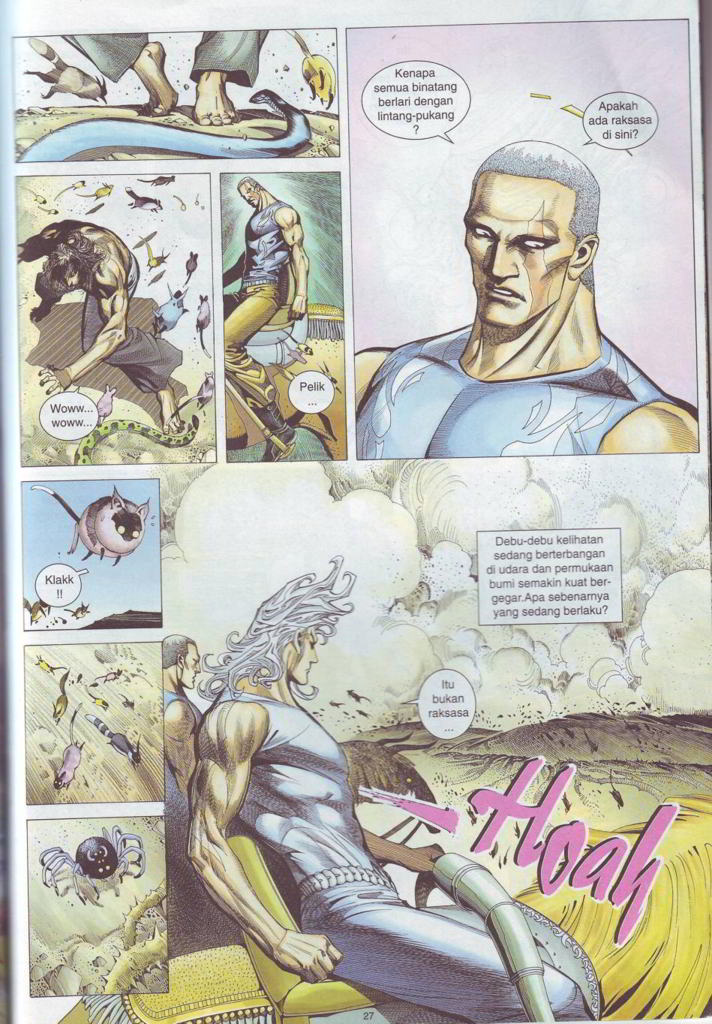 Kenapa
semua binatang
berlari dengan
lintang-pukang
?
Apakah
ada raksasa
di sini?
Woww...
woww...
Pelik
...
Klakk
!!
Debu-debu kelihatan
sedang berterbangan
di udara dan permukaan
bumi semakin kuat ber-
gegar.Apa sebenarnya
yang sedang berlaku?
Itu
bukan
raksasa
...
Hoah
27